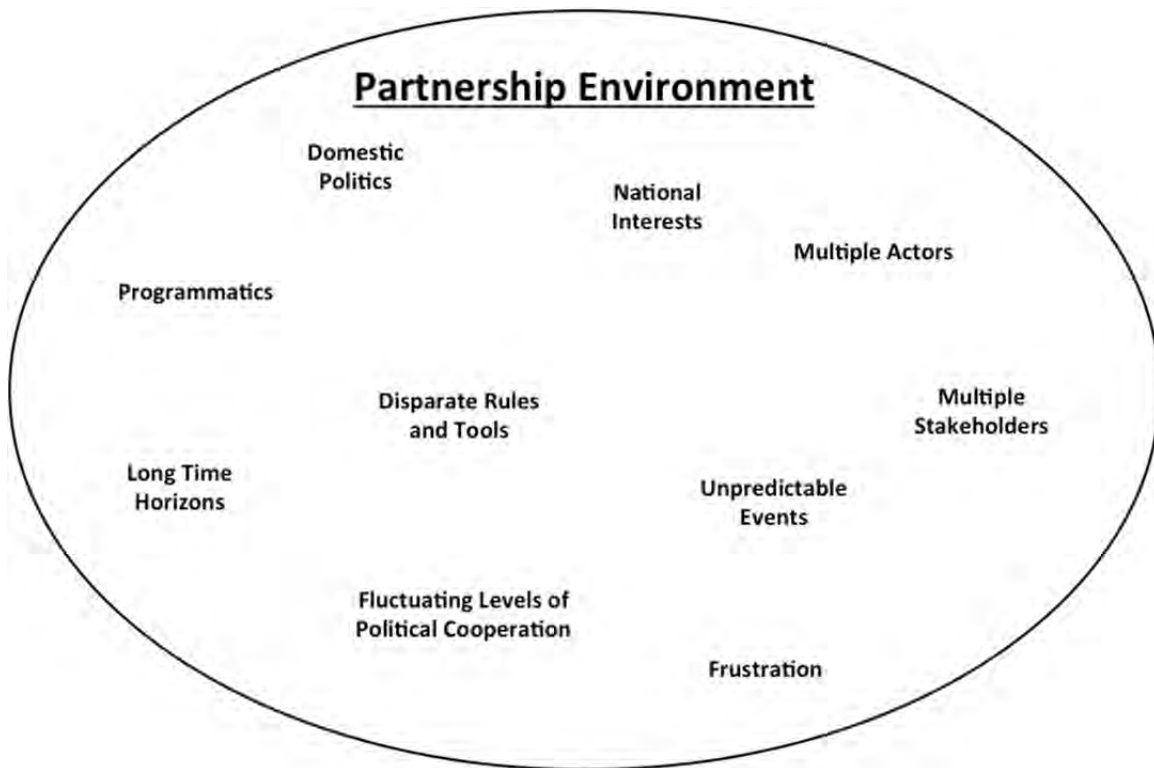 Partnership Environment
Domestic
Politics
National
Interests
Multiple Actors
Programmatics
Disparate Rules
and Tools
Multiple
Stakeholders
Long Time
Horizons
Unpredictable
Events
Fluctuating Levels of
Political Cooperation
Frustration